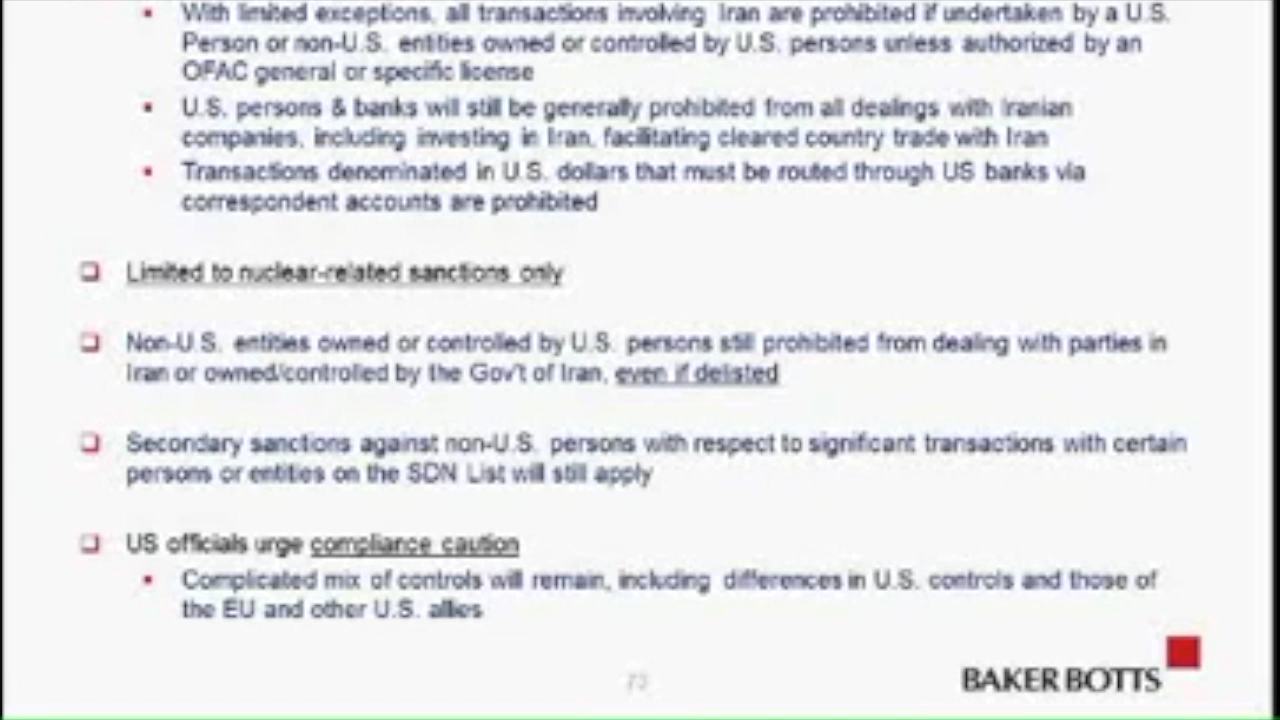 ▪ With limited exceptions, all transactions involving Iran are prohibited if undertaken by a U.S.
Person or non-U.S. entities owned or controlled by U.S. persons unless authorized by an
OFAC general or specific license
▪ U.S. persons & banks will still be generally prohibited from all dealings with Iranian
companies, including investing in Iran, facilitating cleared country trade with Iran
▪ Transactions denominated in U.S. dollars that must be routed through US banks via
correspondent accounts are prohibited
❑ Limited to nuclear-related sanctions only
❑ Non-U.S. entities owned or controlled by U.S. persons still prohibited from dealing with parties in
Iran or owned/controlled by the Gov't of Iran, even if delisted
❑ Secondary sanctions against non-U.S. persons with respect to significant transactions with certain
persons or entities on the SDN List will still apply
❑ US officials urge compliance caution
▪ Complicated mix of controls will remain, including differences in U.S. controls and those of
the EU and other U.S. allies
73
BAKER BOTTS